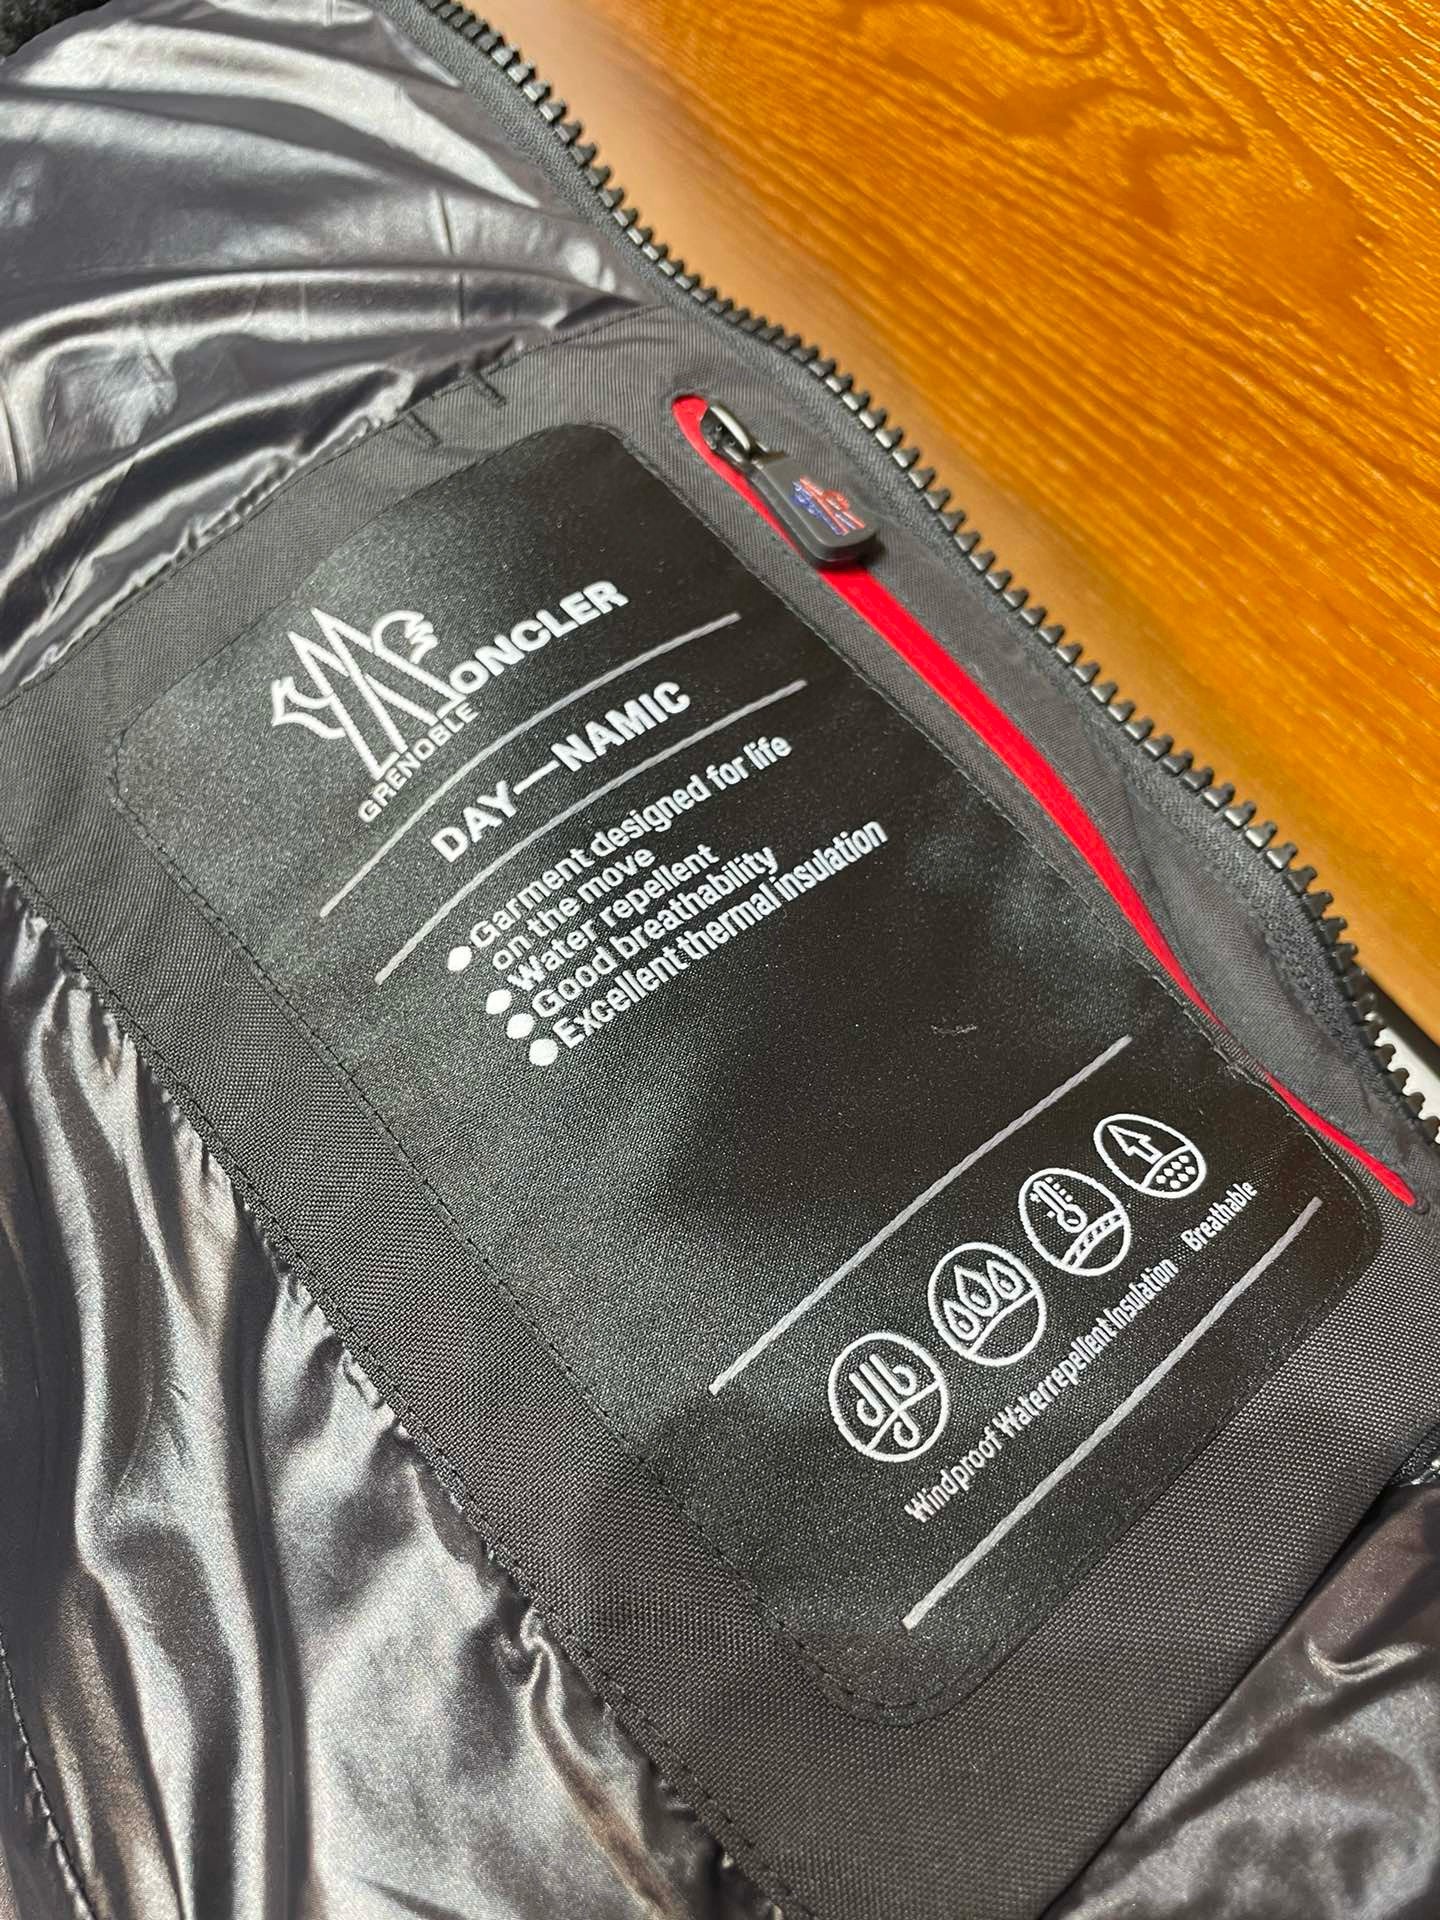 MONCLER
GRENOBLE
DAY—NAMIC
●Garment designed for life
on the move
●Water repellent
●Good breathability
●Excellent thermal insulation
Windproof Waterrepellent Insulation Breathable